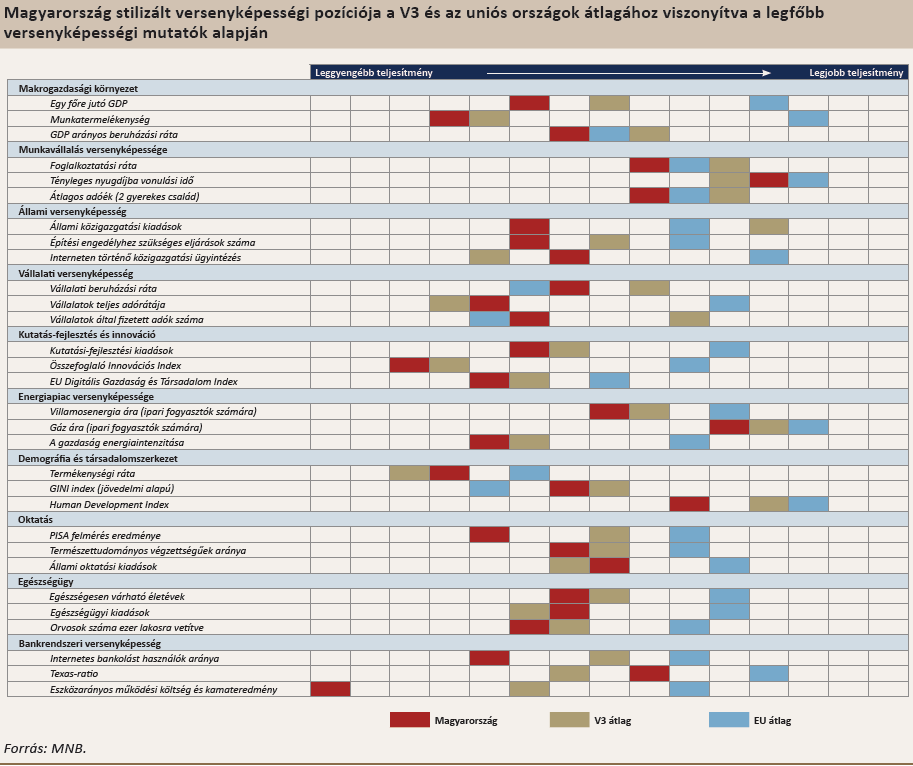 Magyarország stilizált versenyképességi pozíciója a V3 és az uniós országok átlagához viszonyítva a legfőbb
versenyképességi mutatók alapján
Leggyengébb teljesítmény
Legjobb teljesítmény
Makrogazdasági környezet
Egy főre jutó GDP
Munkatermelékenység
GDP arányos beruházási ráta
Munkavállalás versenyképessége
Foglalkoztatási ráta
Tényleges nyugdíjba vonulási idő
Átlagos adóék (2 gyerekes család)
Állami versenyképesség
Állami közigazgatási kiadások
Építési engedélyhez szükséges eljárások száma
Interneten történő közigazgatási ügyintézés
Vállalati versenyképesség
Vállalati beruházási ráta
Vállalatok teljes adórátája
Vállalatok által fizetett adók száma
Kutatás-fejlesztés és innováció
Kutatási-fejlesztési kiadások
Összefoglaló Innovációs Index
EU Digitális Gazdaság és Társadalom Index
Energiapiac versenyképessége
Villamosenergia ára (ipari fogyasztók számára)
Gáz ára (ipari fogyasztók számára)
A gazdaság energiaintenzitása
Demográfia és társadalomszerkezet
Termékenységi ráta
GINI index (jövedelmi alapú)
Human Development Index
Oktatás
PISA felmérés eredménye
Természettudományos végzettségűek aránya
Állami oktatási kiadások
Egészségügy
Egészségesen várható életévek
Egészségügyi kiadások
Orvosok száma ezer lakosra vetítve
Bankrendszeri versenyképesség
Internetes bankolást használók aránya
Texas-ratio
Eszközarányos működési költség és kamateredmény
Magyarország
V3 átlag
EU átlag
Forrás: MNB.